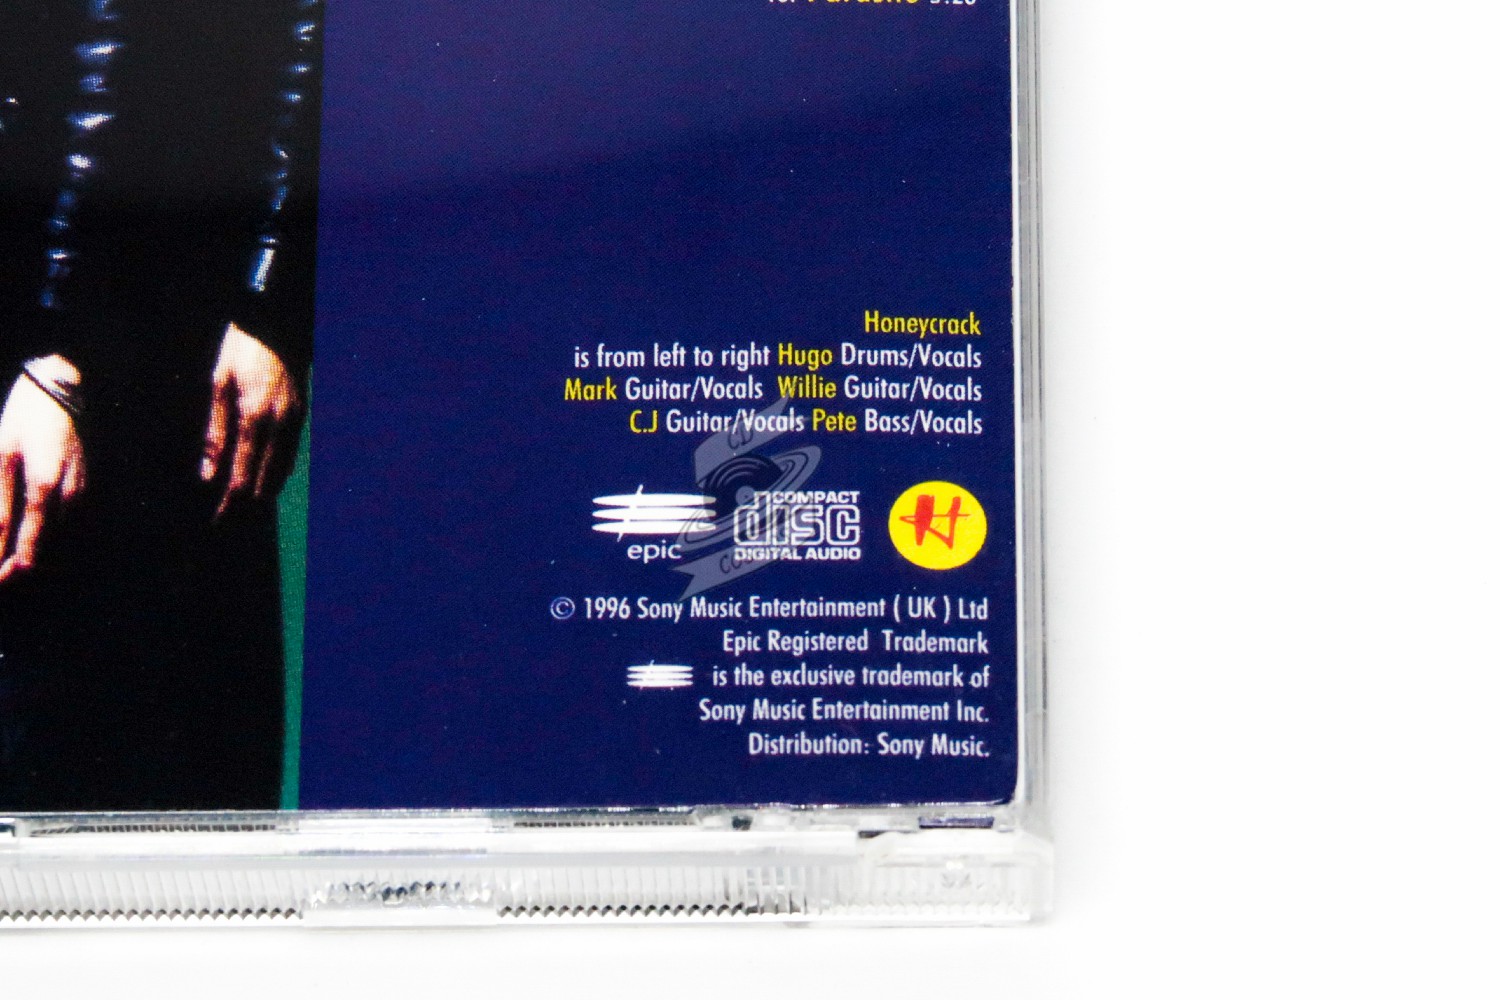 Parasite
Honeycrack
is from left to right Hugo Drums/Vocals
Mark Guitar/Vocals Willie Guitar/Vocals
C.J Guitar/Vocals Pete Bass/Vocals
CD
epic
COMPACT
disc
DIGITAL AUDIO
H
© 1996 Sony Music Entertainment ( UK ) Ltd
Epic Registered Trademark
is the exclusive trademark of
Sony Music Entertainment Inc.
Distribution: Sony Music.